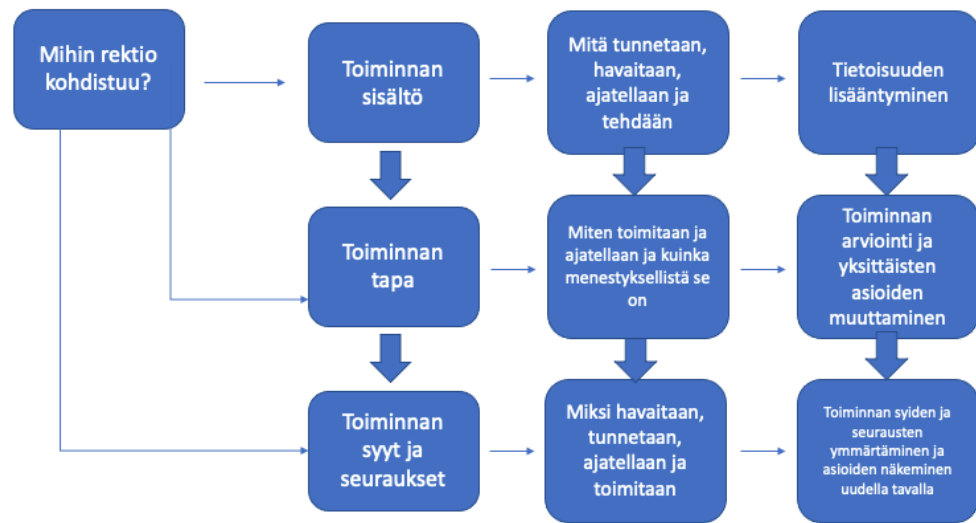 Mihin rektio
kohdistuu?
Toiminnan
sisältö
Mitä tunnetaan,
havaitaan,
ajatellaan ja
tehdään
Tietoisuuden
lisääntyminen
Toiminnan
tapa
Miten toimitaan ja
ajatellaan ja kuinka
menestyksellistä se
on
Toiminnan
arviointi ja
yksittäisten
asioiden
muuttaminen
Toiminnan
syyt ja
seuraukset
Miksi havaitaan,
tunnetaan,
ajatellaan ja
toimitaan
Toiminnan syiden ja
seurausten
ymmärtäminen ja
asioiden näkeminen
uudella tavalla